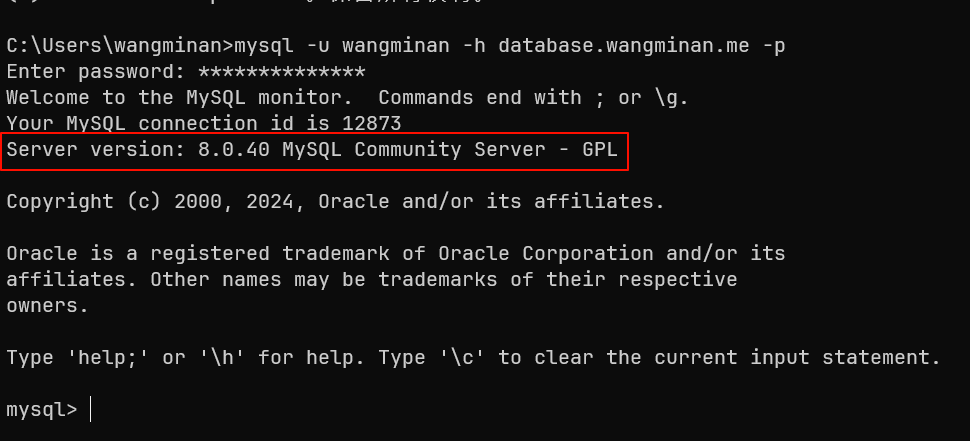 C:\Users\wangminan>mysql -u wangminan -h database.wangminan.me -p
Enter password: **************
Welcome to the MySQL monitor.  Commands end with ; or \g.
Your MySQL connection id is 12873
Server version: 8.0.40 MySQL Community Server - GPL
Copyright (c) 2000, 2024, Oracle and/or its affiliates.
Oracle is a registered trademark of Oracle Corporation and/or its
affiliates. Other names may be trademarks of their respective
owners.
Type 'help;' or '\h' for help. Type '\c' to clear the current input statement.
mysql>